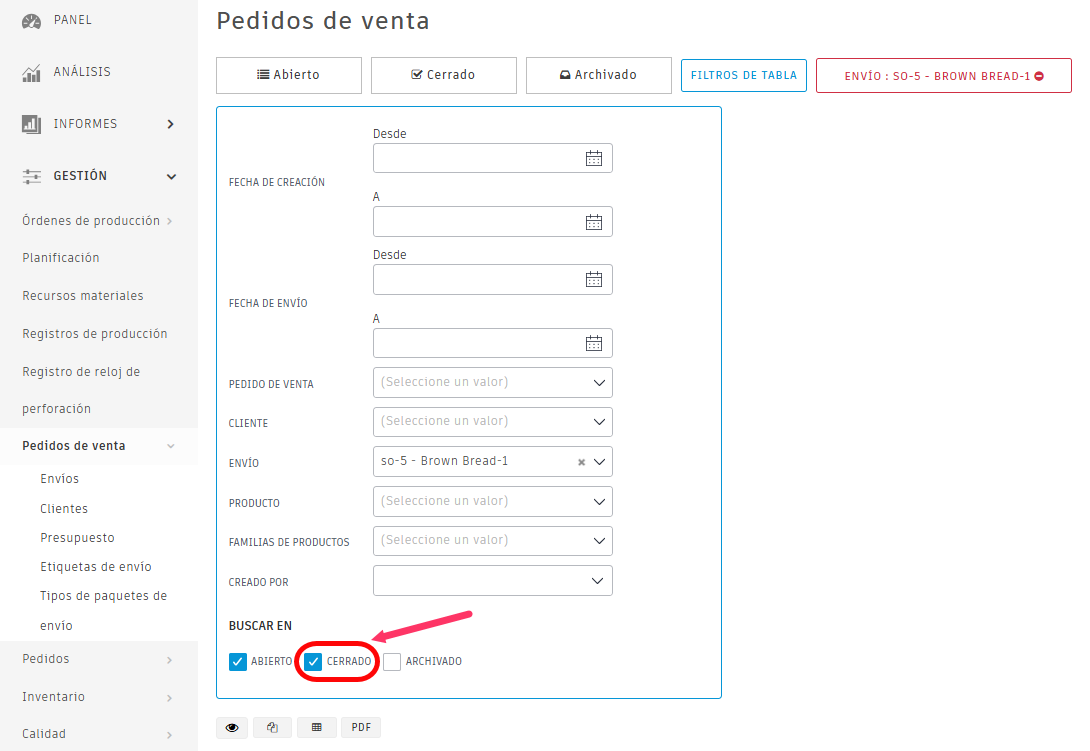 PANEL
ANÁLISIS
INFORMES
GESTIÓN
Órdenes de producción
Planificación
Recursos materiales
Registros de producción
Registro de reloj de
perforación
Pedidos de venta
Envíos
Clientes
Presupuesto
Etiquetas de envío
Tipos de paquetes de
envío
Pedidos
Inventario
Calidad
Pedidos de venta
Abierto
Cerrado
Archivado
FILTROS DE TABLA
ENVÍO : SO-5 - BROWN BREAD-1
FECHA DE CREACIÓN
Desde
A
FECHA DE ENVÍO
Desde
A
PEDIDO DE VENTA (Seleccione un valor)
CLIENTE (Seleccione un valor)
ENVÍO so-5 - Brown Bread-1
PRODUCTO (Seleccione un valor)
FAMILIAS DE PRODUCTOS (Seleccione un valor)
CREADO POR
BUSCAR EN
ABIERTO CERRADO ARCHIVADO
PDF